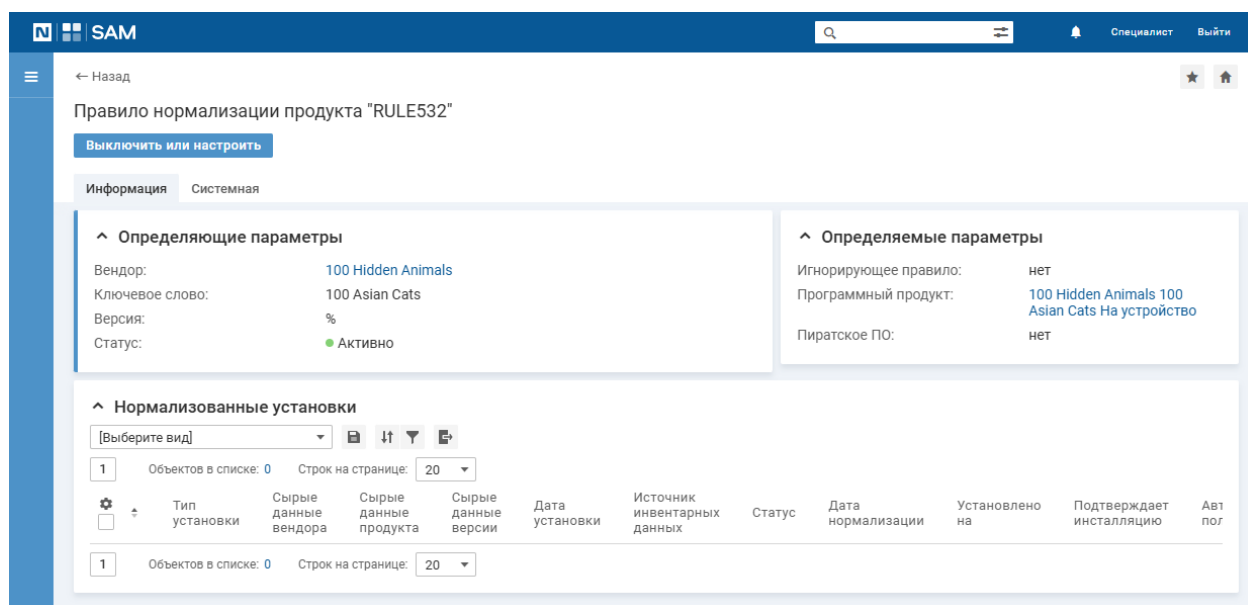 N SAM
Специалист Выйти
← Назад
Правило нормализации продукта "RULE532"
Выключить или настроить
Информация Системная
Определяющие параметры
Вендор: 100 Hidden Animals
Ключевое слово: 100 Asian Cats
Версия: %
Статус: Активно
Определяемые параметры
Игнорирующее правило: нет
Программный продукт: 100 Hidden Animals 100
Asian Cats На устройство
Пиратское ПО: нет
Нормализованные установки
[Выберите вид]
1 Объектов в списке: 0 Строк на странице: 20
Тип установки Сырые данные вендора Сырые данные продукта Сырые данные версии Дата установки Источник инвентарных данных Статус Дата нормализации Установлено на Подтверждает инсталляцию Авт пол
1 Объектов в списке: 0 Строк на странице: 20